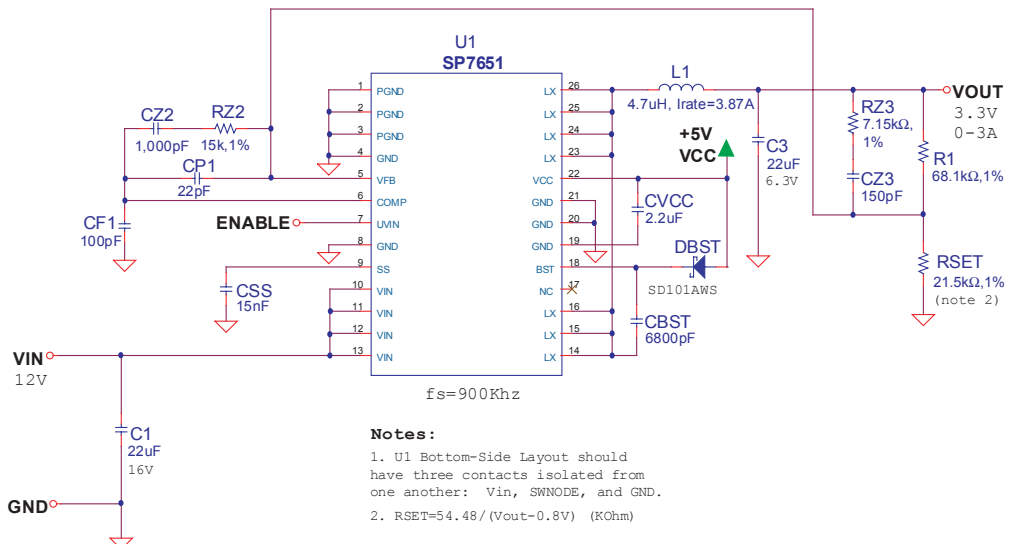 U1
SP7651
1 PGND
2 PGND
3 PGND
4 GND
5 VFB
6 COMP
7 UVIN
8 GND
9 SS
10 VIN
11 VIN
12 VIN
13 VIN
26 LX
25 LX
24 LX
23 LX
22 VCC
21 GND
20 GND
19 GND
18 BST
17 NC
16 LX
15 LX
14 LX
CZ2
1,000pF
RZ2
15k,1%
CP1
22pF
CF1
100pF
ENABLE
CSS
15nF
VIN
12V
C1
22uF
16V
GND
L1
4.7uH, Irate=3.87A
+5V
VCC
CVCC
2.2uF
DBST
SD101AWS
CBST
6800pF
C3
22uF
6.3V
RZ3
7.15kΩ,
1%
CZ3
150pF
VOUT
3.3V
0-3A
R1
68.1kΩ,1%
RSET
21.5kΩ,1%
(note 2)
fs=900Khz
Notes:
1. U1 Bottom-Side Layout should
have three contacts isolated from
one another: Vin, SWNODE, and GND.
2. RSET=54.48/(Vout-0.8V) (KOhm)